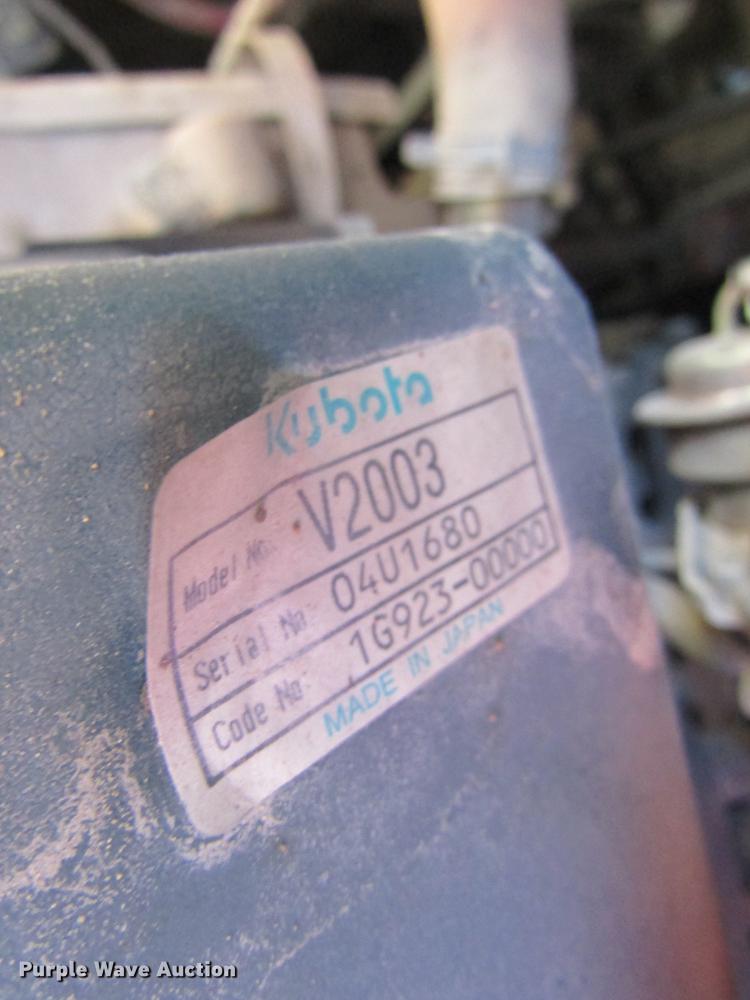 Kubota
Model No. V2003
Serial No. 04U1680
Code No. 1G923-00000
MADE IN JAPAN
Purple Wave Auction